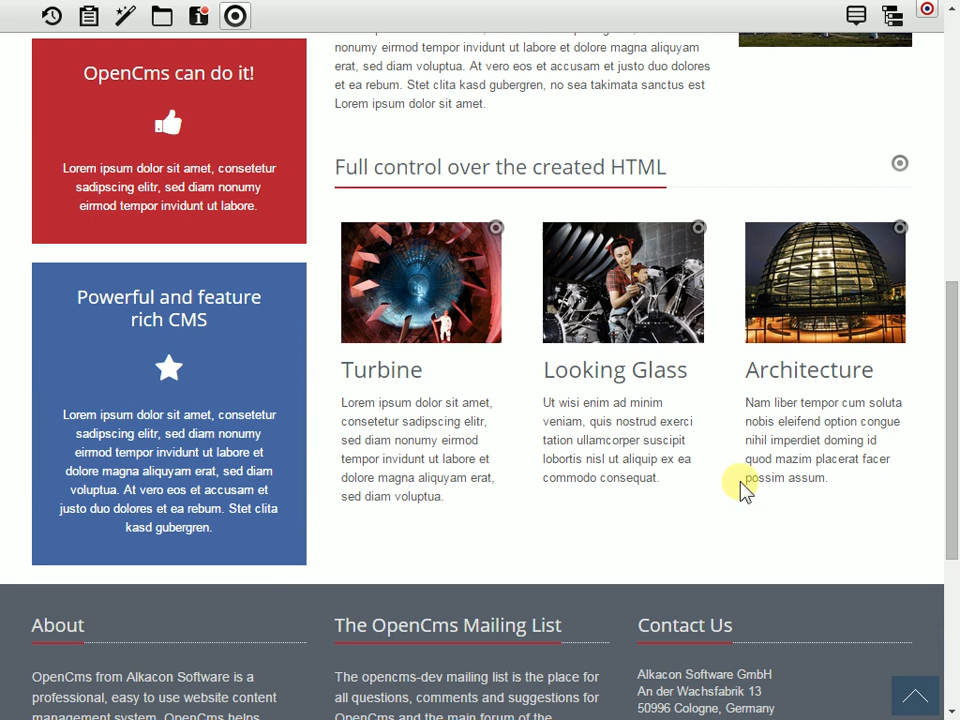 OpenCms can do it!
Lorem ipsum dolor sit amet, consetetur
sadipscing elitr, sed diam nonumy
eirmod tempor invidunt ut labore.
Powerful and feature
rich CMS
Lorem ipsum dolor sit amet, consetetur
sadipscing elitr, sed diam nonumy
eirmod tempor invidunt ut labore et
dolore magna aliquyam erat, sed diam
voluptua. At vero eos et accusam et
justo duo dolores et ea rebum. Stet clita
kasd gubergren.
nonumy eirmod tempor invidunt ut labore et dolore magna aliquyam
erat, sed diam voluptua. At vero eos et accusam et justo duo dolores
et ea rebum. Stet clita kasd gubergren, no sea takimata sanctus est
Lorem ipsum dolor sit amet.
Full control over the created HTML
Turbine
Lorem ipsum dolor sit amet,
consetetur sadipscing elitr,
sed diam nonumy eirmod
tempor invidunt ut labore et
dolore magna aliquyam erat,
sed diam voluptua.
Looking Glass
Ut wisi enim ad minim
veniam, quis nostrud exerci
tation ullamcorper suscipit
lobortis nisl ut aliquip ex ea
commodo consequat.
Architecture
Nam liber tempor cum soluta
nobis eleifend option congue
nihil imperdiet doming id
quod mazim placerat facer
possim assum.
About
OpenCms from Alkacon Software is a
professional, easy to use website content
management system. OpenCms helps
The OpenCms Mailing List
The opencms-dev mailing list is the place for
all questions, comments and suggestions for
OpenCms and the main forum of the
Contact Us
Alkacon Software GmbH
An der Wachsfabrik 13
50996 Cologne, Germany